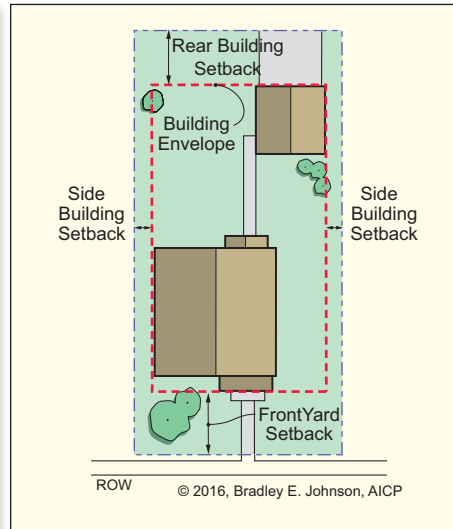 Rear Building
Setback
Building
Envelope
Side
Building
Setback
Side
Building
Setback
FrontYard
Setback
ROW
© 2016, Bradley E. Johnson, AICP